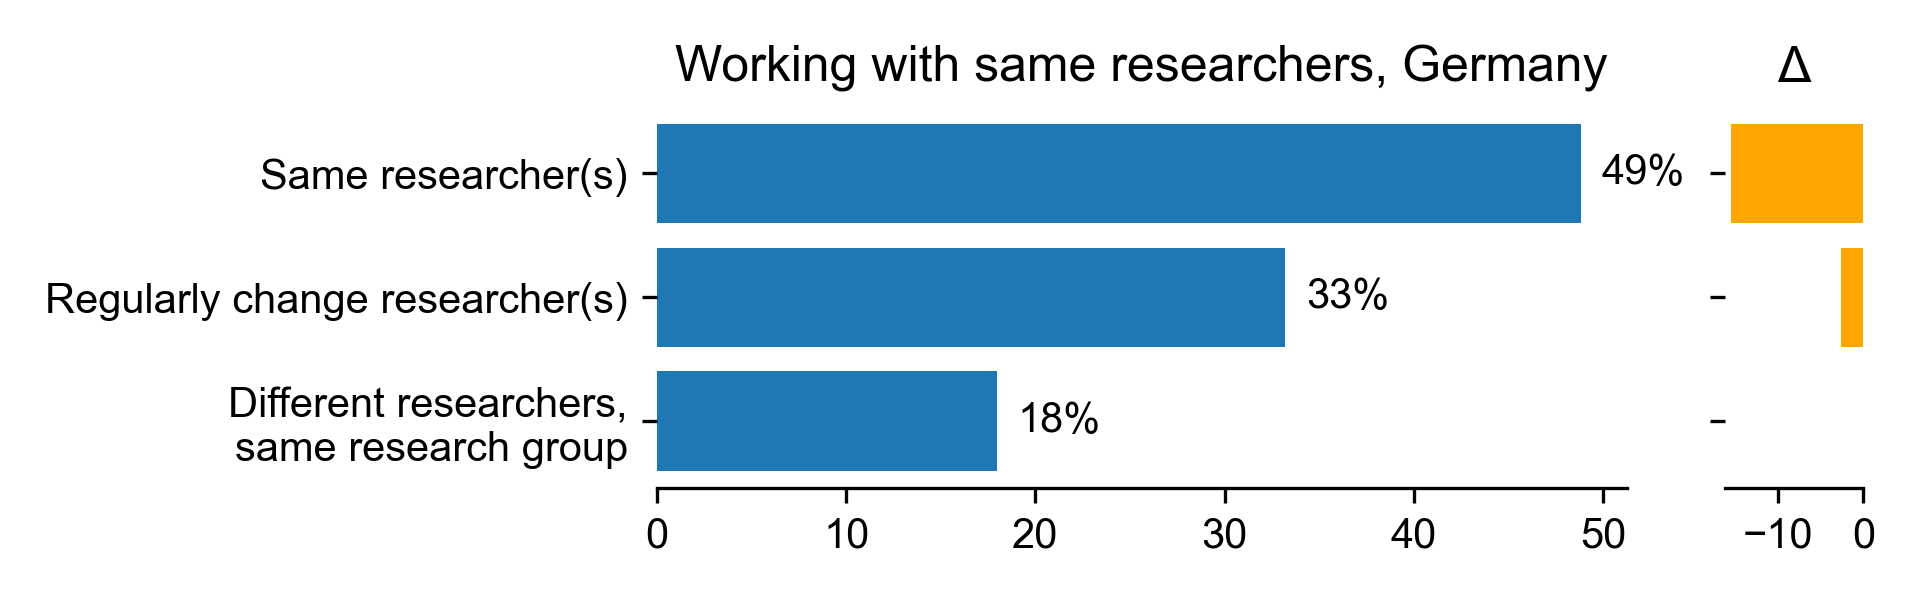 Working with same researchers, Germany
Δ
Same researcher(s)
49%
Regularly change researcher(s)
33%
Different researchers,
same research group
18%
0 10 20 30 40 50
−10 0